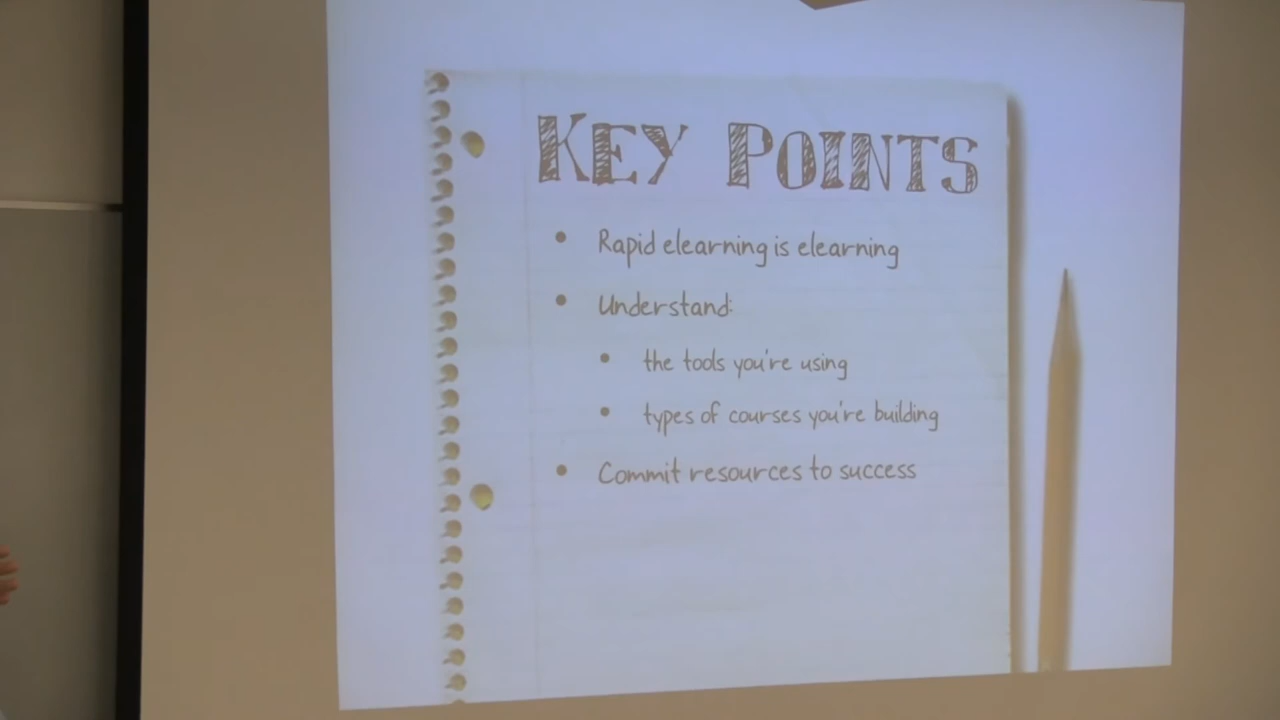 KEY POINTS
• Rapid elearning is elearning
• Understand:
• the tools you're using
• types of courses you're building
• Commit resources to success